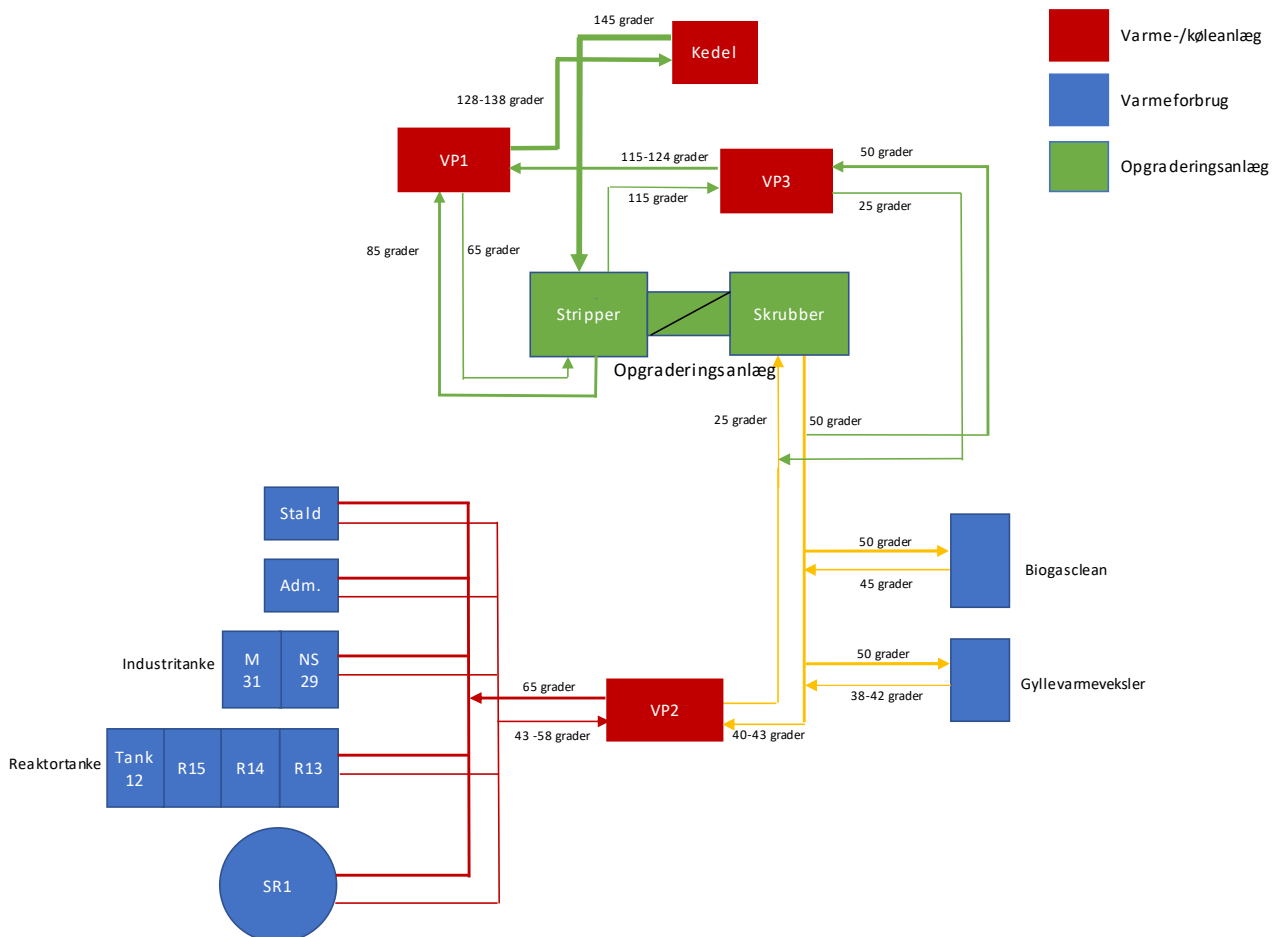 145 grader
Kedel
Varme-/køleanlæg
128-138 grader
Varmeforbrug
VP1
115-124 grader
VP3
50 grader
Opgraderingsanlæg
115 grader
25 grader
85 grader
65 grader
Stripper
Skrubber
Opgraderingsanlæg
25 grader
50 grader
Stald
50 grader
Biogasclean
45 grader
Adm.
Industritanke
M
31
NS
29
50 grader
Gyllevarmeveksler
38-42 grader
65 grader
VP2
43 -58 grader
40-43 grader
Reaktortanke
Tank
12
R15
R14
R13
SR1